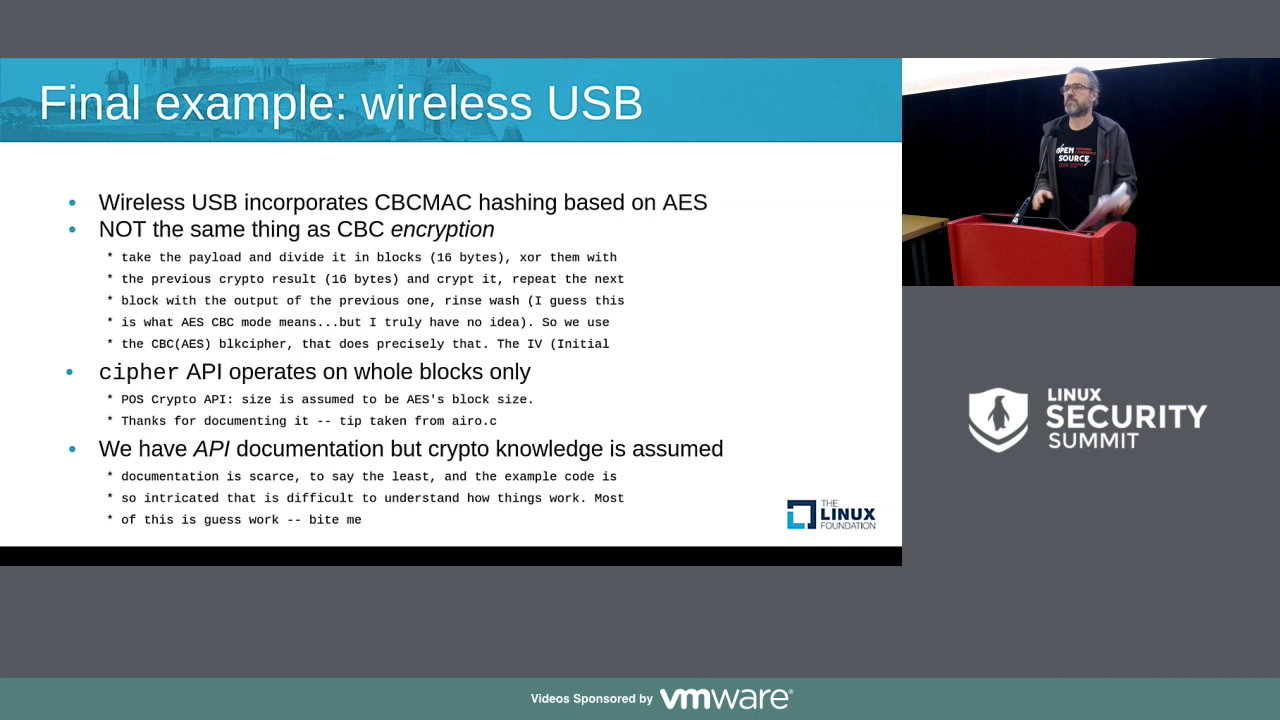 Final example: wireless USB
• Wireless USB incorporates CBCMAC hashing based on AES
• NOT the same thing as CBC encryption
* take the payload and divide it in blocks (16 bytes), xor them with
* the previous crypto result (16 bytes) and crypt it, repeat the next
* block with the output of the previous one, rinse wash (I guess this
* is what AES CBC mode means...but I truly have no idea). So we use
* the CBC(AES) blkcipher, that does precisely that. The IV (Initial
• cipher API operates on whole blocks only
* POS Crypto API: size is assumed to be AES's block size.
* Thanks for documenting it -- tip taken from airo.c
• We have API documentation but crypto knowledge is assumed
* documentation is scarce, to say the least, and the example code is
* so intricated that is difficult to understand how things work. Most
* of this is guess work -- bite me
THE
LINUX
FOUNDATION
OPEN
SOURCE
LINUX
SECURITY
SUMMIT
Videos Sponsored by vmware®